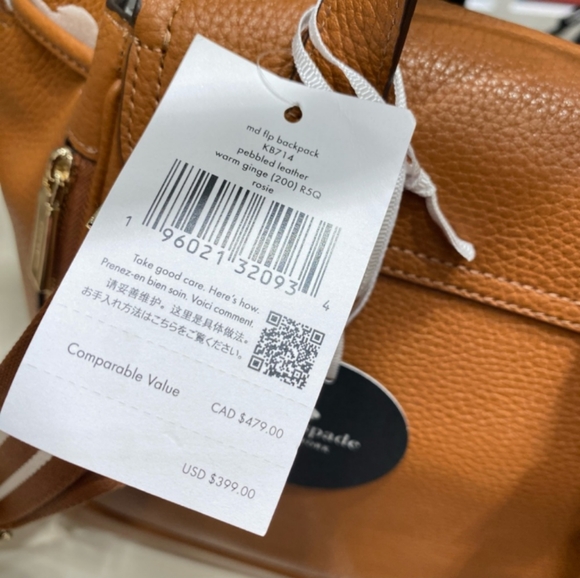 md flp backpack
KB714
pebbled leather
warm ginge (200) R5Q
rosie
1 96021 32093 4
Take good care. Here's how.
Prenez-en bien soin. Voici comment
请妥善维护。这里是具体做法。
お手入れ方法はこちらをご覧ください。
Comparable Value
CAD $479.00
USD $399.00
spade